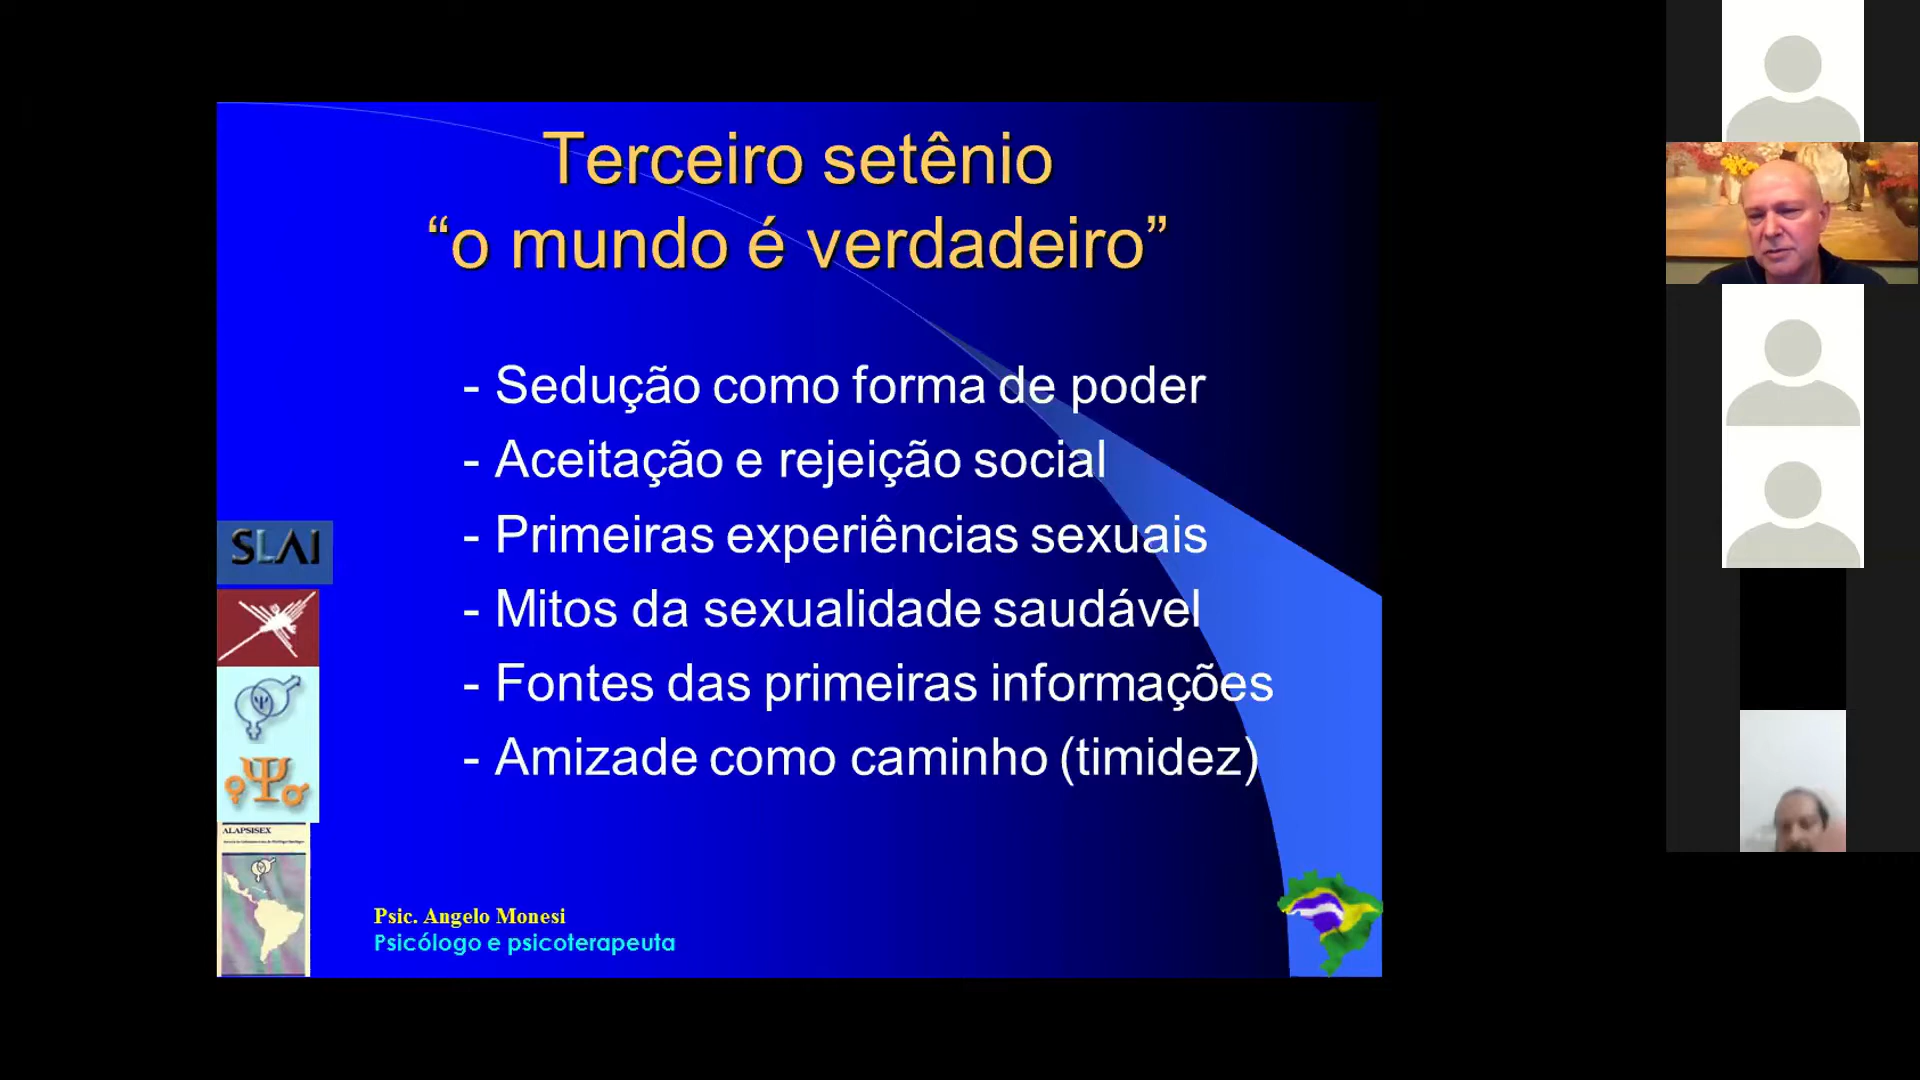 Terceiro setênio
“o mundo é verdadeiro”
- Sedução como forma de poder
- Aceitação e rejeição social
- Primeiras experiências sexuais
- Mitos da sexualidade saudável
- Fontes das primeiras informações
- Amizade como caminho (timidez)
SLAI
ALAPSISEX
Psic. Angelo Monesi
Psicólogo e psicoterapeuta